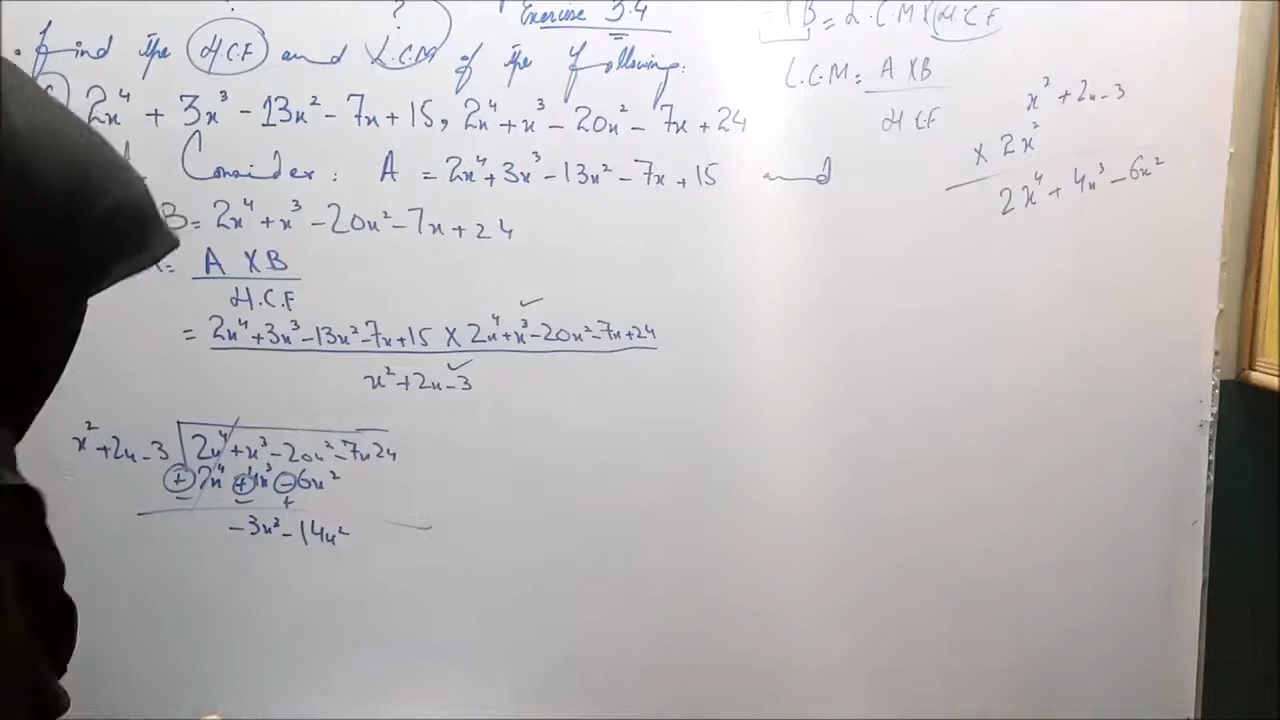 Exercise 3.4
. Find the H.C.F and L.C.M of the following:
?
2x⁴ + 3x³ - 13x² - 7x + 15, 2x⁴ + x³ - 20x² - 7x + 24
Consider: A = 2x⁴ + 3x³ - 13x² - 7x + 15 and
B = 2x⁴ + x³ - 20x² - 7x + 24
= A X B
H.C.F
= 2x⁴+3x³-13x²-7x+15 X 2x⁴+x³-20x²-7x+24
x²+2x-3
x²+2x-3 2x⁴+x³-20x²-7x24
+2x⁴ +4x³ -6x²
- - +
-3x³-14x²
B = L.C.M X H.C.F
L.C.M = A X B
H.C.F
x² + 2x - 3
x 2x²
2x⁴ + 4x³ - 6x²